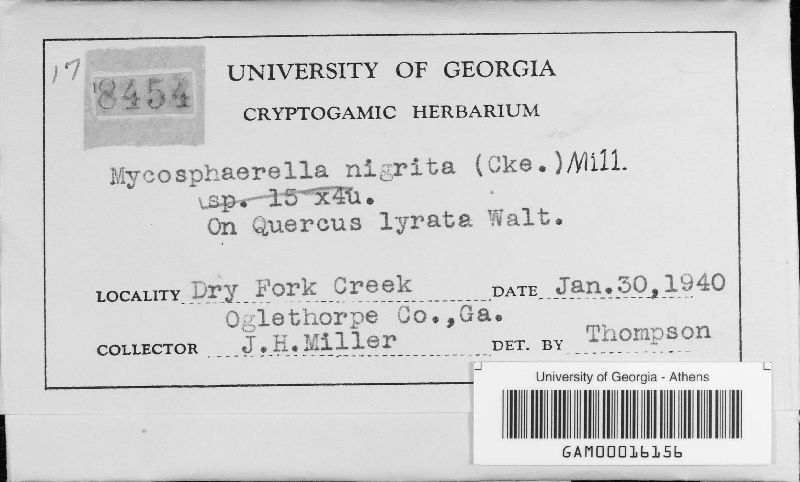 17
18454
UNIVERSITY OF GEORGIA
CRYPTOGAMIC HERBARIUM
Mycosphaerella nigrita (Cke.) Mill.
sp. 15 x4u.
On Quercus lyrata Walt.
LOCALITY Dry Fork Creek DATE Jan.30,1940
Oglethorpe Co.,Ga.
COLLECTOR J.H.Miller DET. BY Thompson
University of Georgia - Athens
GAM00016156